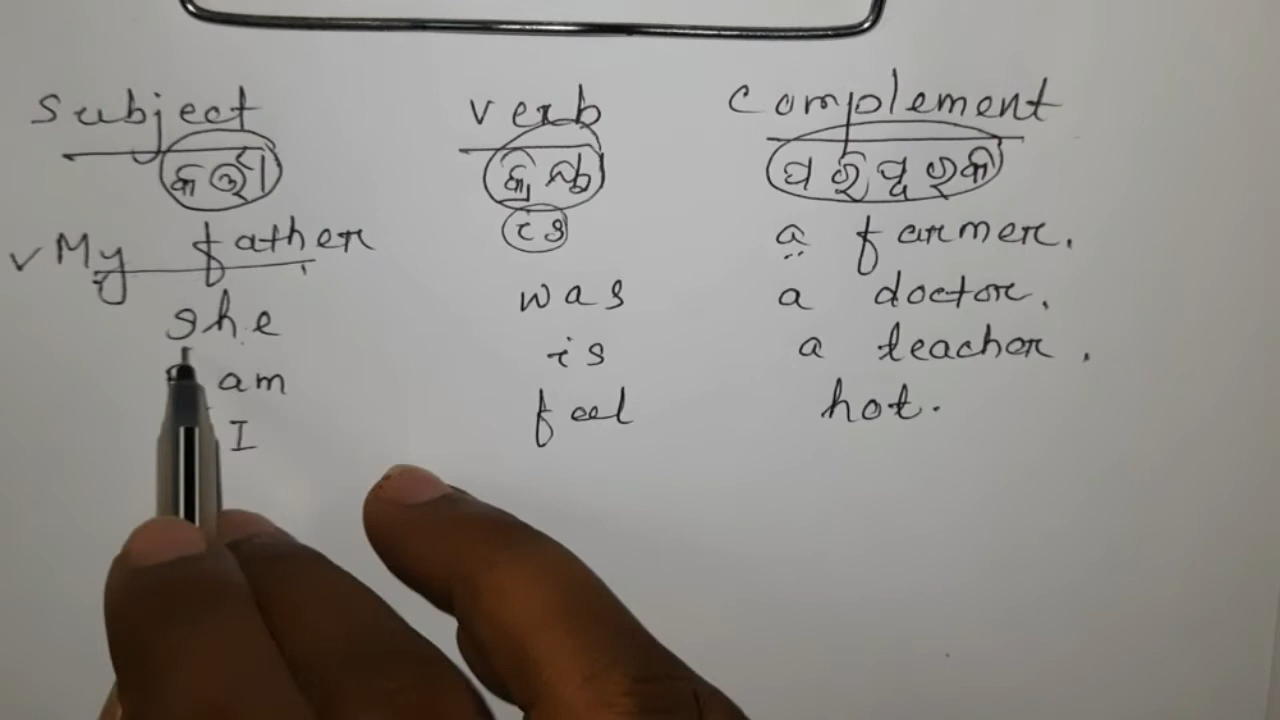 Subject Verb Complement
କର୍ତ୍ତା କ୍ରିୟା ପରିପୂରକ
My father is a farmer.
she was a doctor.
am is a teacher.
I feel hot.